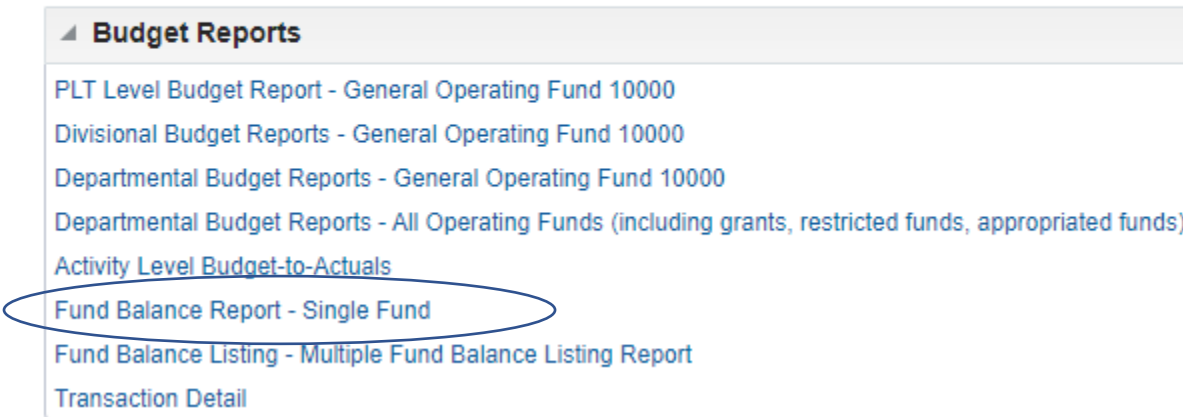 Budget Reports
PLT Level Budget Report - General Operating Fund 10000
Divisional Budget Reports - General Operating Fund 10000
Departmental Budget Reports - General Operating Fund 10000
Departmental Budget Reports - All Operating Funds (including grants, restricted funds, appropriated funds)
Activity Level Budget-to-Actuals
Fund Balance Report - Single Fund
Fund Balance Listing - Multiple Fund Balance Listing Report
Transaction Detail